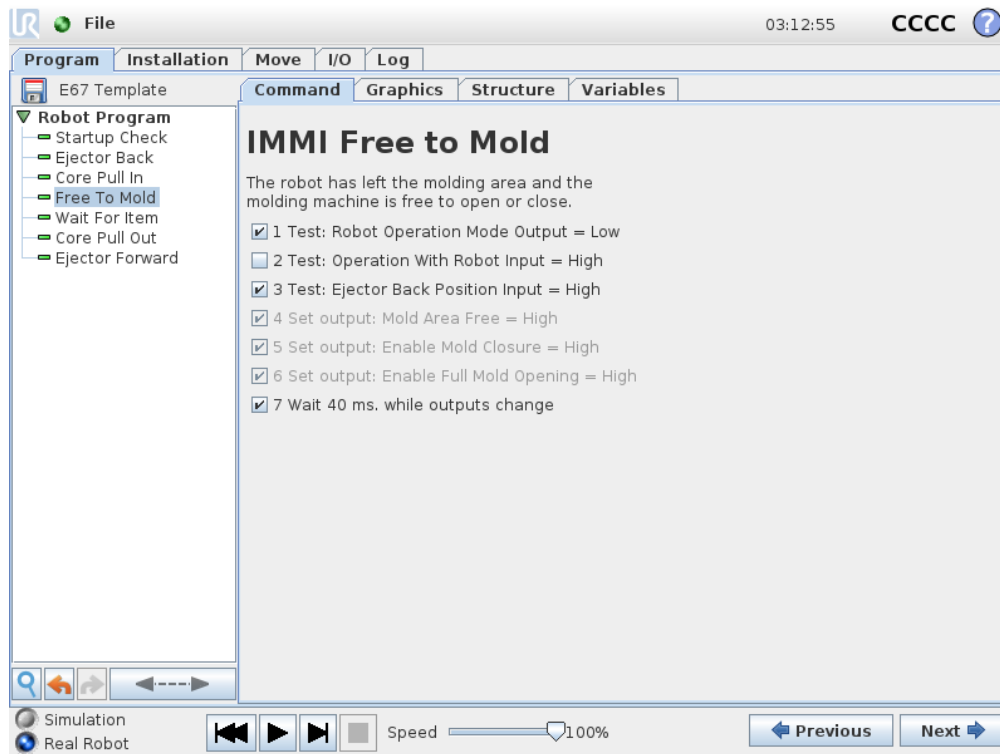 UR File 03:12:55 CCCC ?
Program Installation Move I/O Log
E67 Template
Command Graphics Structure Variables
Robot Program
Startup Check
Ejector Back
Core Pull In
Free To Mold
Wait For Item
Core Pull Out
Ejector Forward
IMMI Free to Mold
The robot has left the molding area and the
molding machine is free to open or close.
1 Test: Robot Operation Mode Output = Low
2 Test: Operation With Robot Input = High
3 Test: Ejector Back Position Input = High
4 Set output: Mold Area Free = High
5 Set output: Enable Mold Closure = High
6 Set output: Enable Full Mold Opening = High
7 Wait 40 ms. while outputs change
Simulation
Real Robot
Speed 100%
Previous Next